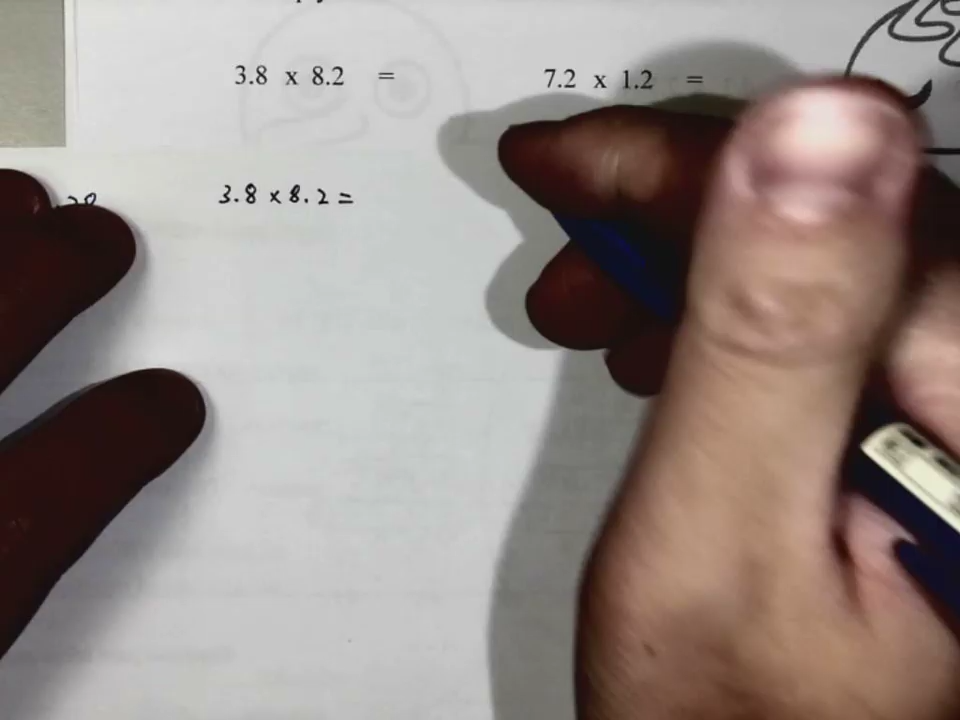 3.8 x 8.2 = 7.2 x 1.2 =
3.8 × 8.2 =